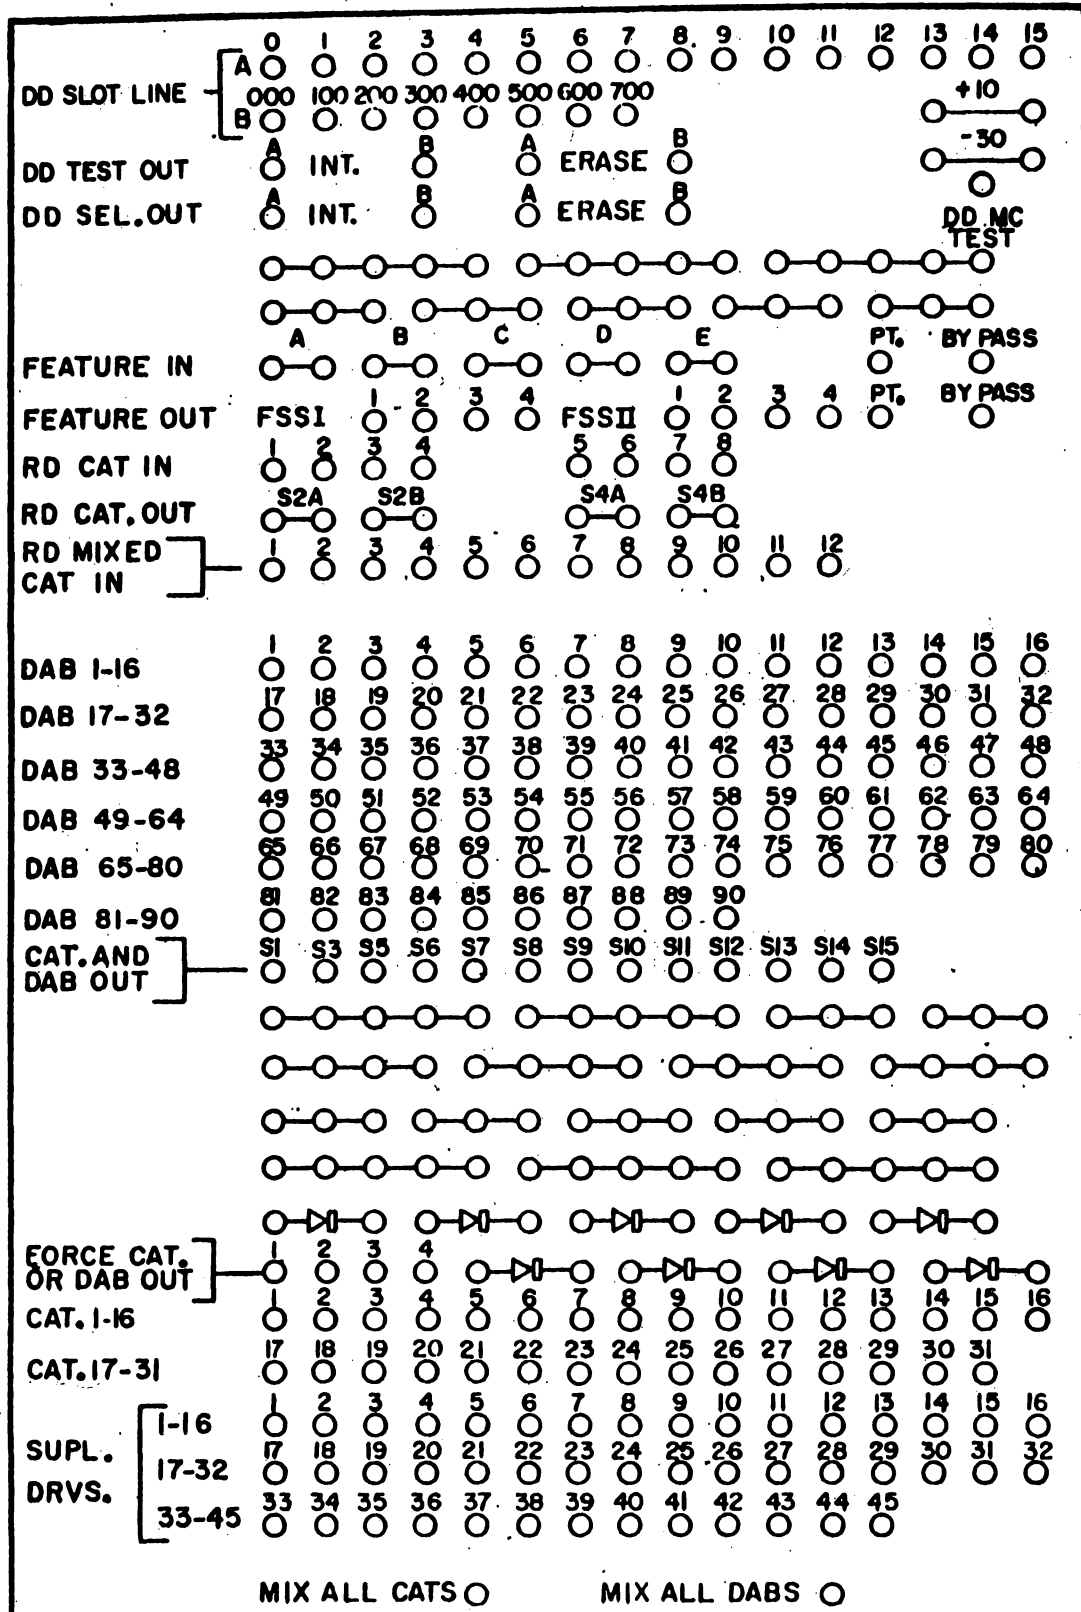 0 1 2 3 4 5 6 7 8 9 10 11 12 13 14 15
A
DD SLOT LINE
000 100 200 300 400 500 600 700
+10
B
-30
DD TEST OUT A INT. B A ERASE B
DD SEL. OUT A INT. B A ERASE B
DD MC
TEST
A B C D E PT. BY PASS
FEATURE IN
FEATURE OUT FSSI 1 2 3 4 FSSII 1 2 3 4 PT. BY PASS
RD CAT IN 1 2 3 4 5 6 7 8
RD CAT. OUT S2A S2B S4A S4B
RD MIXED
CAT IN
1 2 3 4 5 6 7 8 9 10 11 12
1 2 3 4 5 6 7 8 9 10 11 12 13 14 15 16
DAB 1-16
17 18 19 20 21 22 23 24 25 26 27 28 29 30 31 32
DAB 17-32
33 34 35 36 37 38 39 40 41 42 43 44 45 46 47 48
DAB 33-48
49 50 51 52 53 54 55 56 57 58 59 60 61 62 63 64
DAB 49-64
65 66 67 68 69 70 71 72 73 74 75 76 77 78 79 80
DAB 65-80
81 82 83 84 85 86 87 88 89 90
DAB 81-90
CAT. AND
DAB OUT
S1 S3 S5 S6 S7 S8 S9 S10 S11 S12 S13 S14 S15
FORCE CAT.
OR DAB OUT
1 2 3 4
1 2 3 4 5 6 7 8 9 10 11 12 13 14 15 16
CAT. 1-16
17 18 19 20 21 22 23 24 25 26 27 28 29 30 31
CAT. 17-31
1 2 3 4 5 6 7 8 9 10 11 12 13 14 15 16
1-16
SUPL.
DRVS.
17 18 19 20 21 22 23 24 25 26 27 28 29 30 31 32
17-32
33 34 35 36 37 38 39 40 41 42 43 44 45
33-45
MIX ALL CATS MIX ALL DABS